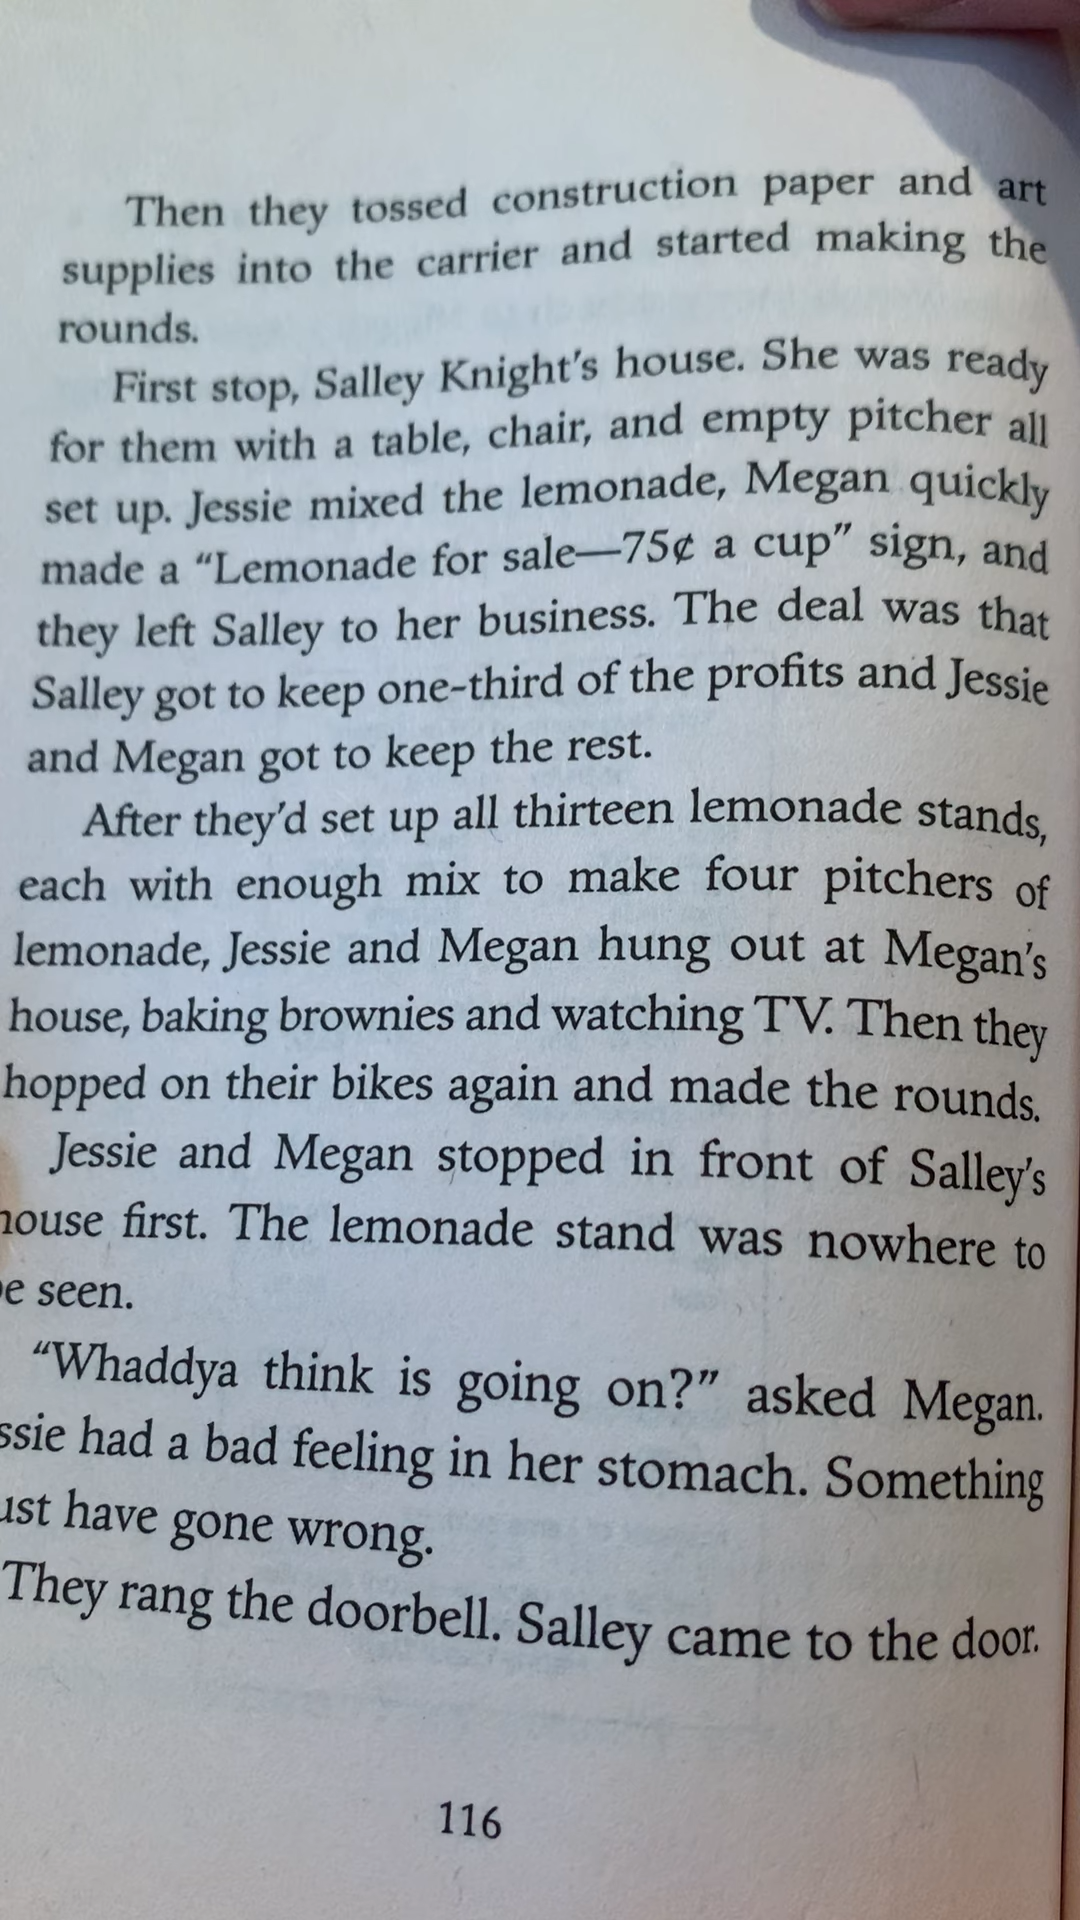 Then they tossed construction paper and art
supplies into the carrier and started making the
rounds.
First stop, Salley Knight's house. She was ready
for them with a table, chair, and empty pitcher all
set up. Jessie mixed the lemonade, Megan quickly
made a “Lemonade for sale—75¢ a cup” sign, and
they left Salley to her business. The deal was that
Salley got to keep one-third of the profits and Jessie
and Megan got to keep the rest.
After they'd set up all thirteen lemonade stands,
each with enough mix to make four pitchers of
lemonade, Jessie and Megan hung out at Megan's
house, baking brownies and watching TV. Then they
hopped on their bikes again and made the rounds.
Jessie and Megan stopped in front of Salley's
ouse first. The lemonade stand was nowhere to
e seen.
“Whaddya think is going on?” asked Megan.
ssie had a bad feeling in her stomach. Something
ust have gone wrong.
They rang the doorbell. Salley came to the door.
116